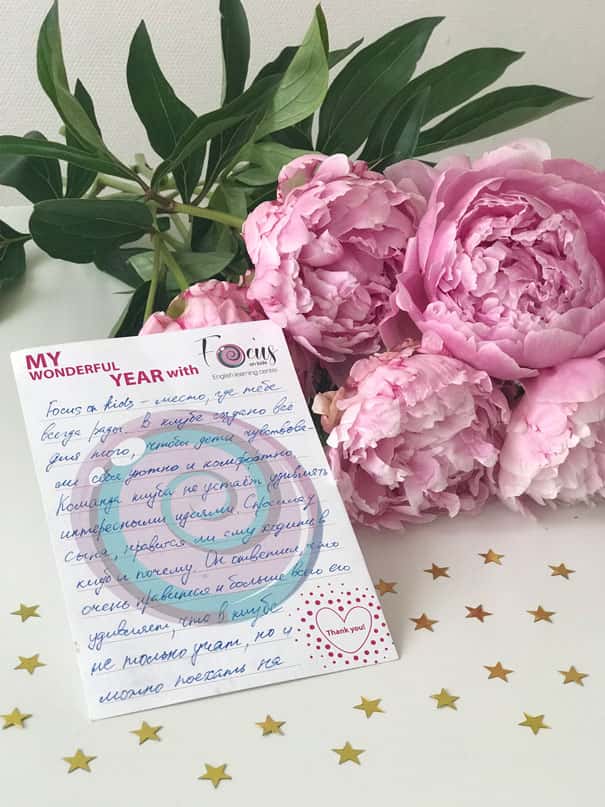 MY
WONDERFUL
YEAR with
Focus
on kids
English learning centre
Focus on kids – место, где тебе
всегда рады. В клубе создано всё
для того, чтобы дети чувствова-
ли себя уютно и комфортно.
Команда клуба не устаёт удивлять
интересными идеями. Спросила у
сына, нравится ли ему ходить в
клуб и почему. Он ответил, что
очень нравится и больше всего его
удивляет, что в клубе
не только учат, но и
можно поехать на
Thank you!